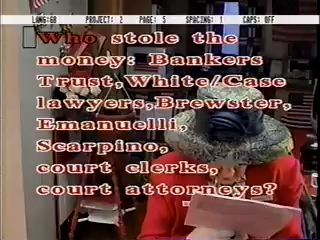 LANG:GB PROJECT: 2 PAGE: 5 SPACING: 1 CAPS: OFF
Who stole the
money: Bankers
Trust,White/Case
lawyers,Brewster,
Emanuelli,
Scarpino,
court clerks,
court attorneys?